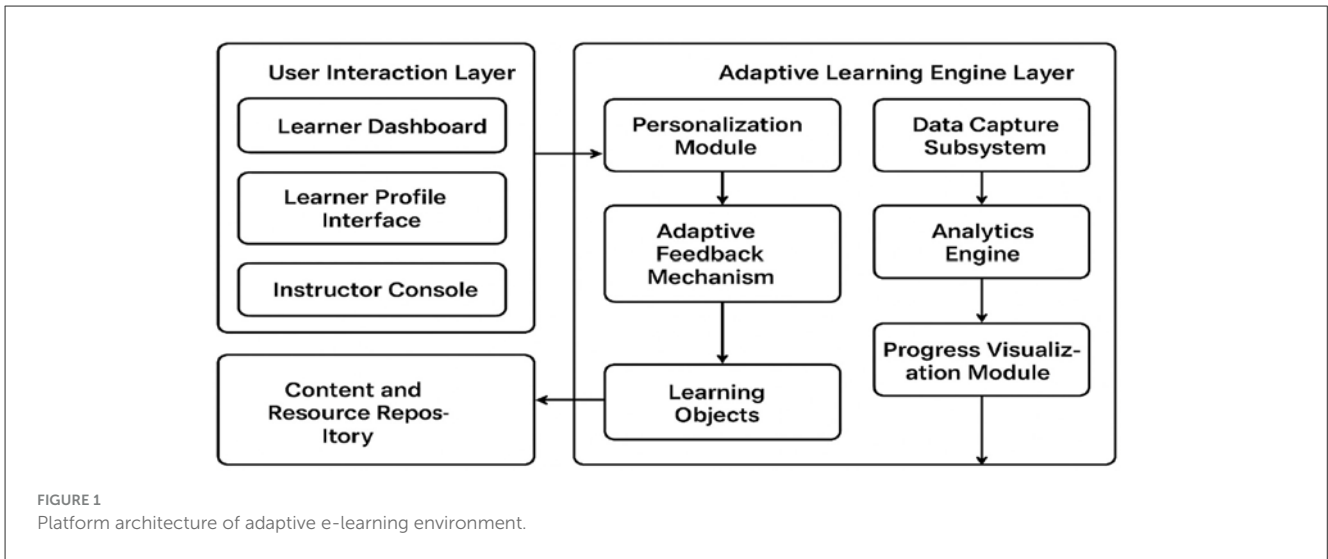 User Interaction Layer
Learner Dashboard
Learner Profile
Interface
Instructor Console
Content and
Resource Repos-
itory
Adaptive Learning Engine Layer
Personalization
Module
Adaptive
Feedback
Mechanism
Learning
Objects
Data Capture
Subsystem
Analytics
Engine
Progress Visualiz-
ation Module
FIGURE 1
Platform architecture of adaptive e-learning environment.